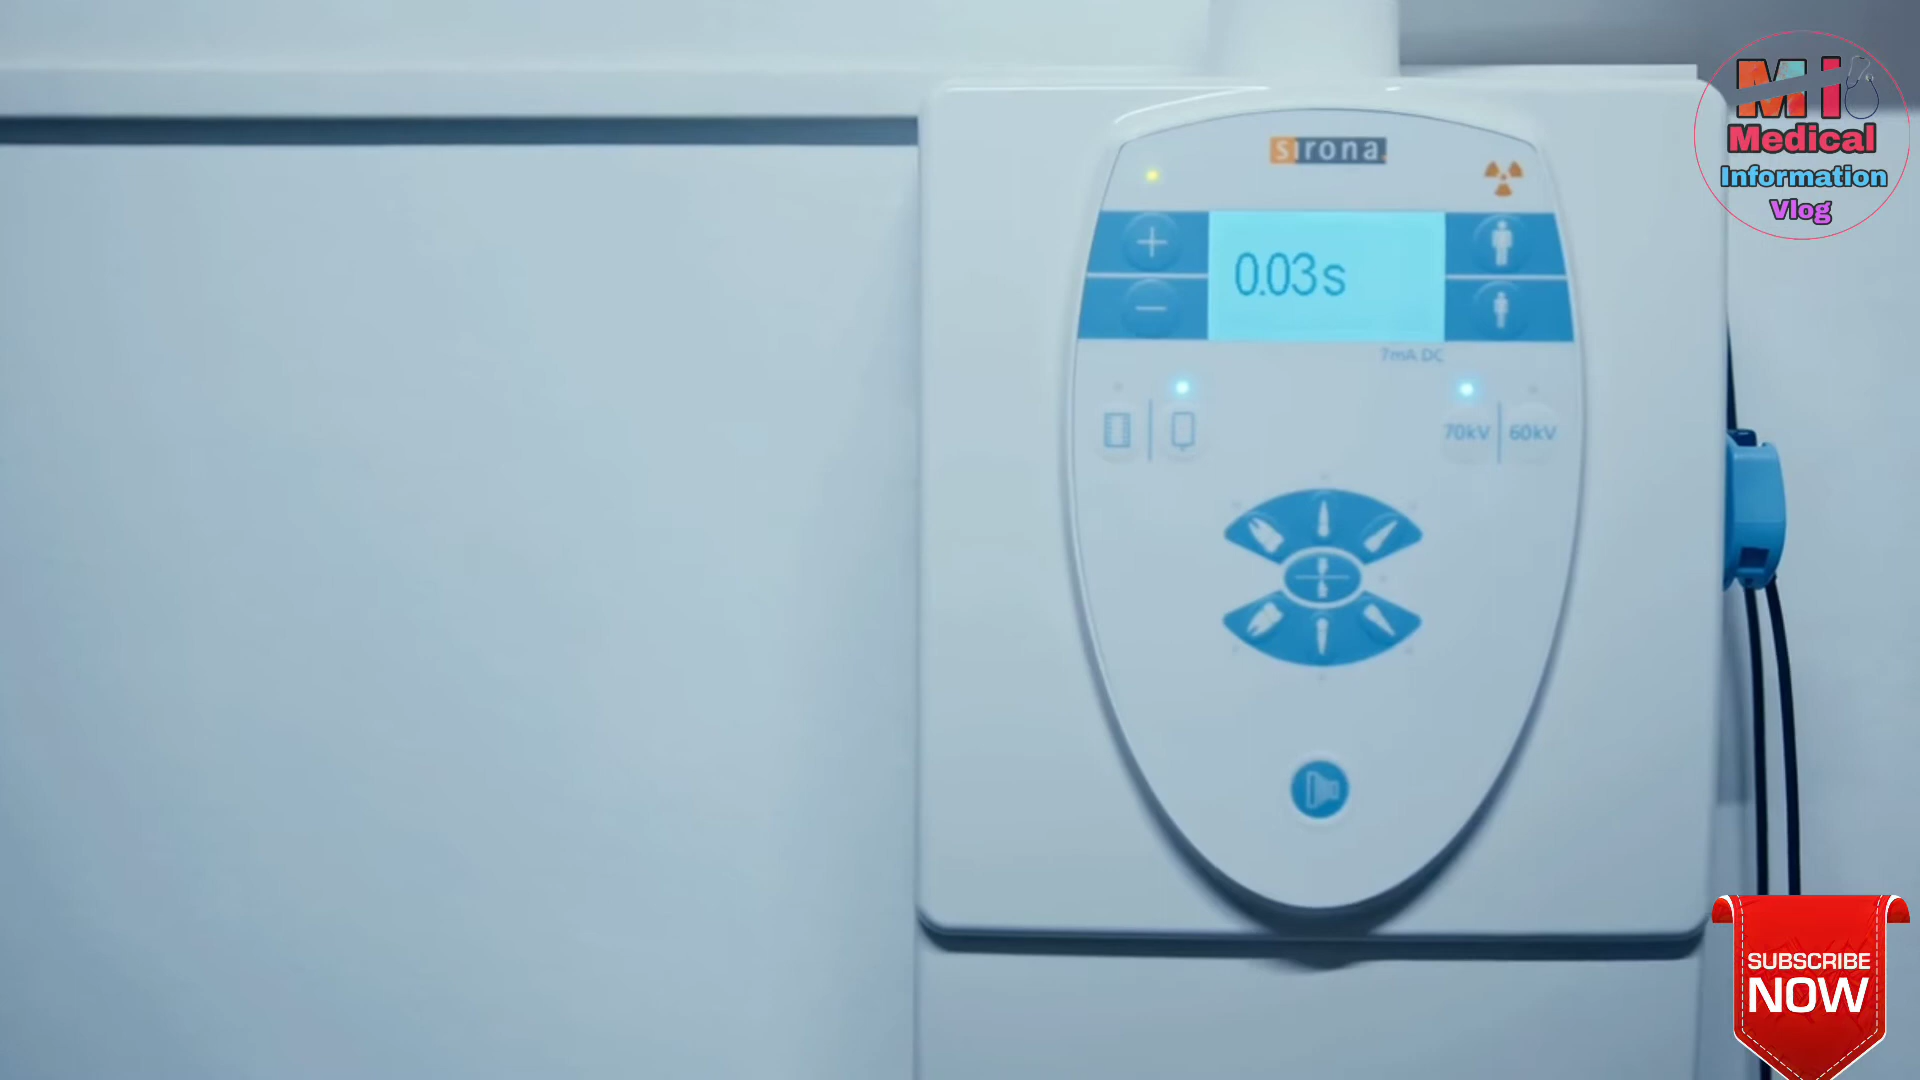 sirona.
0.03s
7mA DC
70kV
60kV
MI
Medical
Information
Vlog
SUBSCRIBE
NOW